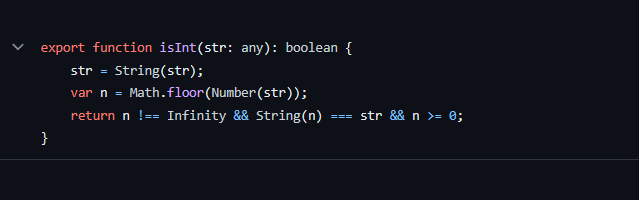 export function isInt(str: any): boolean {
    str = String(str);
    var n = Math.floor(Number(str));
    return n !== Infinity && String(n) === str && n >= 0;
}